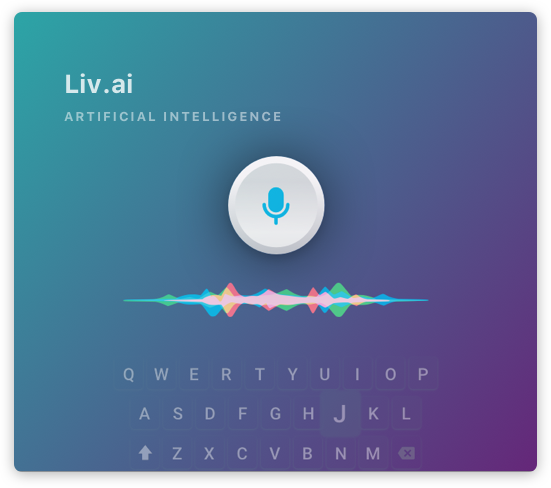 Liv.ai
ARTIFICIAL INTELLIGENCE
Q W E R T Y U I O P
A S D F G H J K L
Z X C V B N M